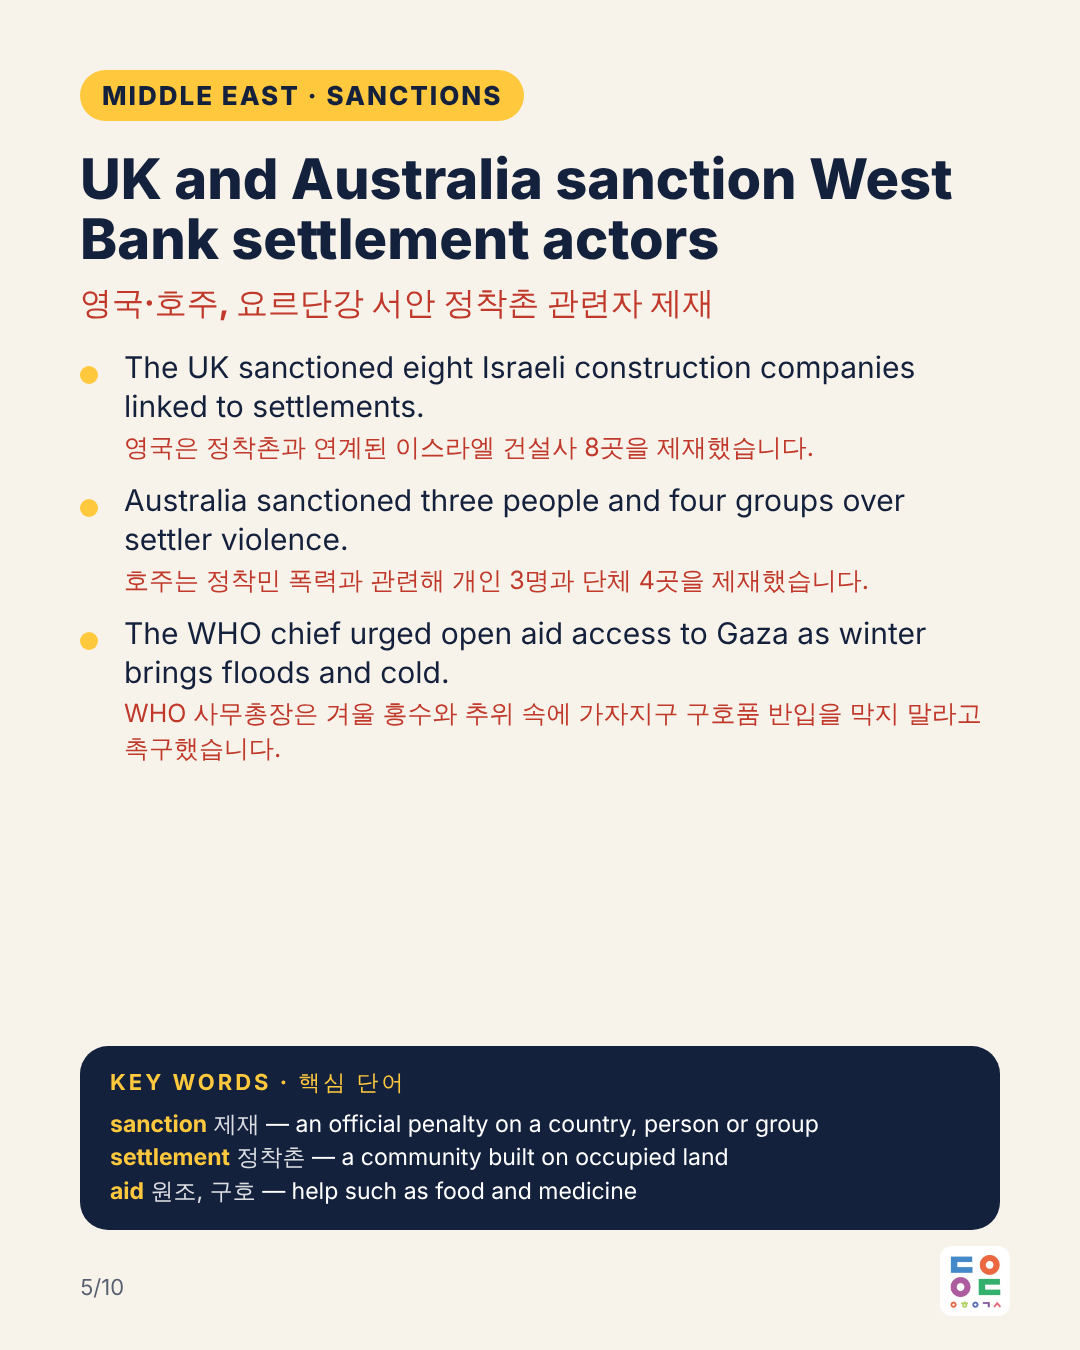 MIDDLE EAST · SANCTIONS
UK and Australia sanction West
Bank settlement actors
영국·호주, 요르단강 서안 정착촌 관련자 제재
The UK sanctioned eight Israeli construction companies
linked to settlements.
영국은 정착촌과 연계된 이스라엘 건설사 8곳을 제재했습니다.
Australia sanctioned three people and four groups over
settler violence.
호주는 정착민 폭력과 관련해 개인 3명과 단체 4곳을 제재했습니다.
The WHO chief urged open aid access to Gaza as winter
brings floods and cold.
WHO 사무총장은 겨울 홍수와 추위 속에 가자지구 구호품 반입을 막지 말라고
촉구했습니다.
KEY WORDS · 핵심 단어
sanction 제재 — an official penalty on a country, person or group
settlement 정착촌 — a community built on occupied land
aid 원조, 구호 — help such as food and medicine
5/10